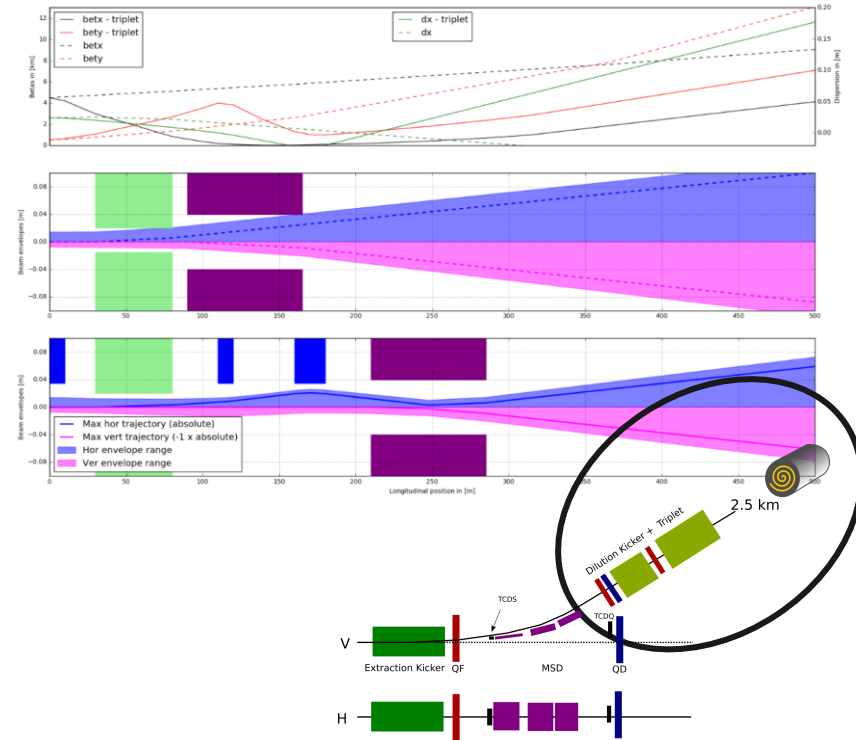 betx - triplet
bety - triplet
betx
bety
dx - triplet
dx
Betas in [km]
12
10
8
6
4
2
0
Dispersion in [m]
0.20
0.15
0.10
0.05
0.00
Beam envelopes [m]
0.08
0.04
0.00
−0.04
−0.08
0 50 100 150 200 250 300 350 400 450 500
Beam envelopes [m]
0.08
0.04
0.00
−0.04
−0.08
Max hor trajectory (absolute)
Max vert trajectory (-1 x absolute)
Hor envelope range
Ver envelope range
0 50 100 150 200 250 300 350 400 450 500
Longitudinal position in [m]
2.5 km
Dilution Kicker + Triplet
TCDS
TCDQ
V
Extraction Kicker QF MSD QD
H